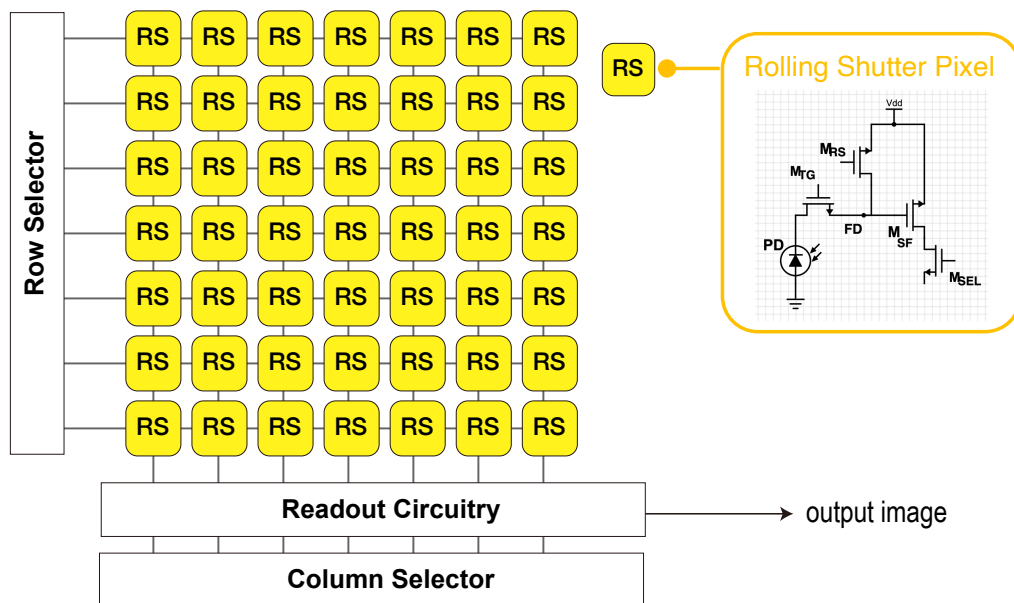 RS RS RS RS RS RS RS
RS RS RS RS RS RS RS
RS RS RS RS RS RS RS
RS RS RS RS RS RS RS
RS RS RS RS RS RS RS
RS RS RS RS RS RS RS
RS RS RS RS RS RS RS
Row Selector
Readout Circuitry
output image
Column Selector
RS
Rolling Shutter Pixel
Vdd
MRS
MTG
FD
MSF
PD
MSEL